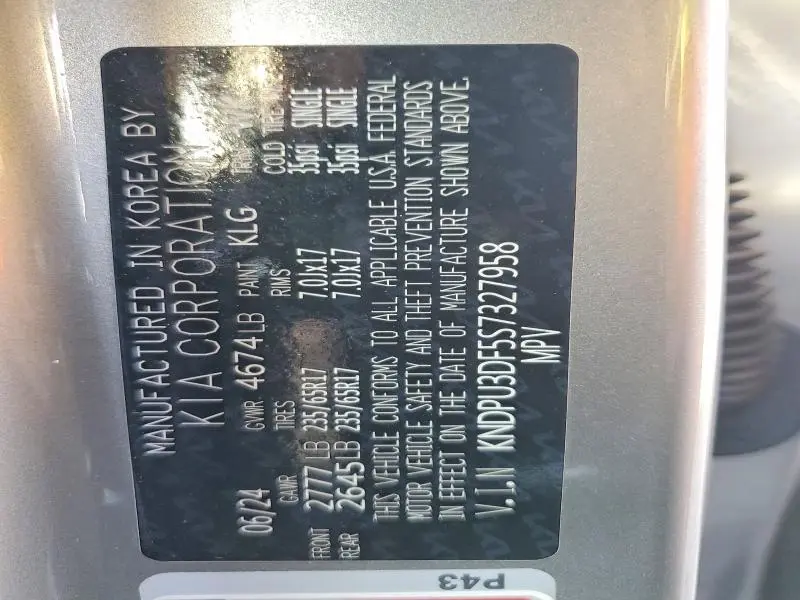 MANUFACTURED IN KOREA BY
KIA CORPORATION
06/24 GVWR 4674LB PAINT KLG
GAWR TIRES RIMS COLD
FRONT 2777 LB 235/65R17 7.0Jx17 35psi SINGLE
REAR 2645LB 235/65R17 7.0Jx17 35psi SINGLE
THIS VEHICLE CONFORMS TO ALL APPLICABLE U.S.A. FEDERAL
MOTOR VEHICLE SAFETY AND THEFT PREVENTION STANDARDS
IN EFFECT ON THE DATE OF MANUFACTURE SHOWN ABOVE.
V.I.N KNDPU3DF5S7327958
MPV
P43